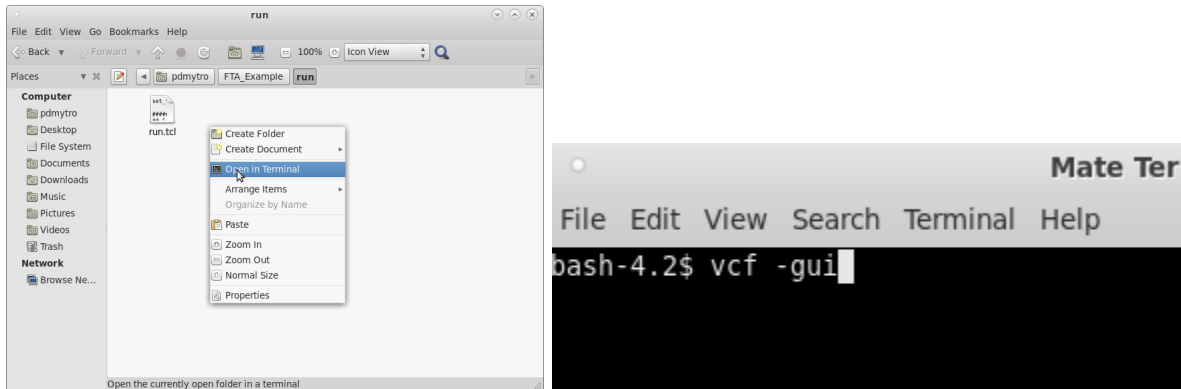 run
File Edit View Go Bookmarks Help
Back Forward 100% Icon View
Places pdmytro FTA_Example run
Computer
pdmytro
Desktop
File System
Documents
Downloads
Music
Pictures
Videos
Trash
Network
Browse Ne...
run.tcl
Create Folder
Create Document
Open in Terminal
Arrange Items
Organize by Name
Paste
Zoom In
Zoom Out
Normal Size
Properties
Open the currently open folder in a terminal
Mate Ter
File Edit View Search Terminal Help
bash-4.2$ vcf -gui